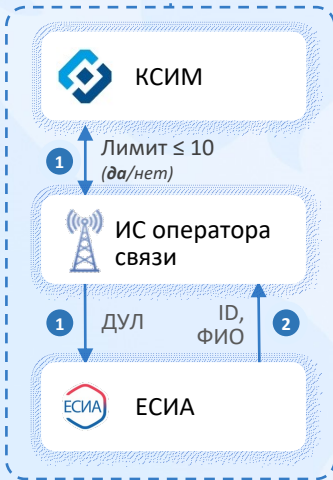 КСИМ
1
Лимит ≤ 10
(да/нет)
ИС оператора
связи
1
ДУЛ
ID,
ФИО
2
ЕСИА
ЕСИА